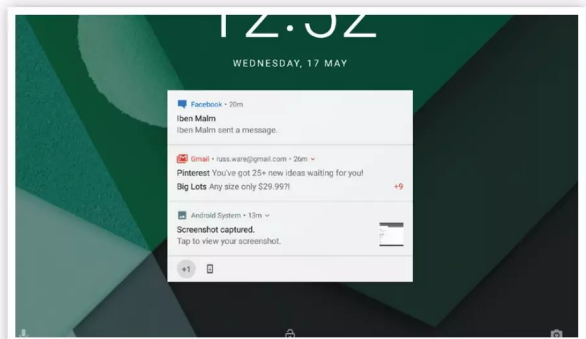 12:52
WEDNESDAY, 17 MAY
Facebook • 20m
Iben Malm
Iben Malm sent a message.
Gmail • russ.ware@gmail.com • 26m
Pinterest You've got 25+ new ideas waiting for you!
Big Lots Any size only $29.99?!
+9
Android System • 13m
Screenshot captured.
Tap to view your screenshot.
+1